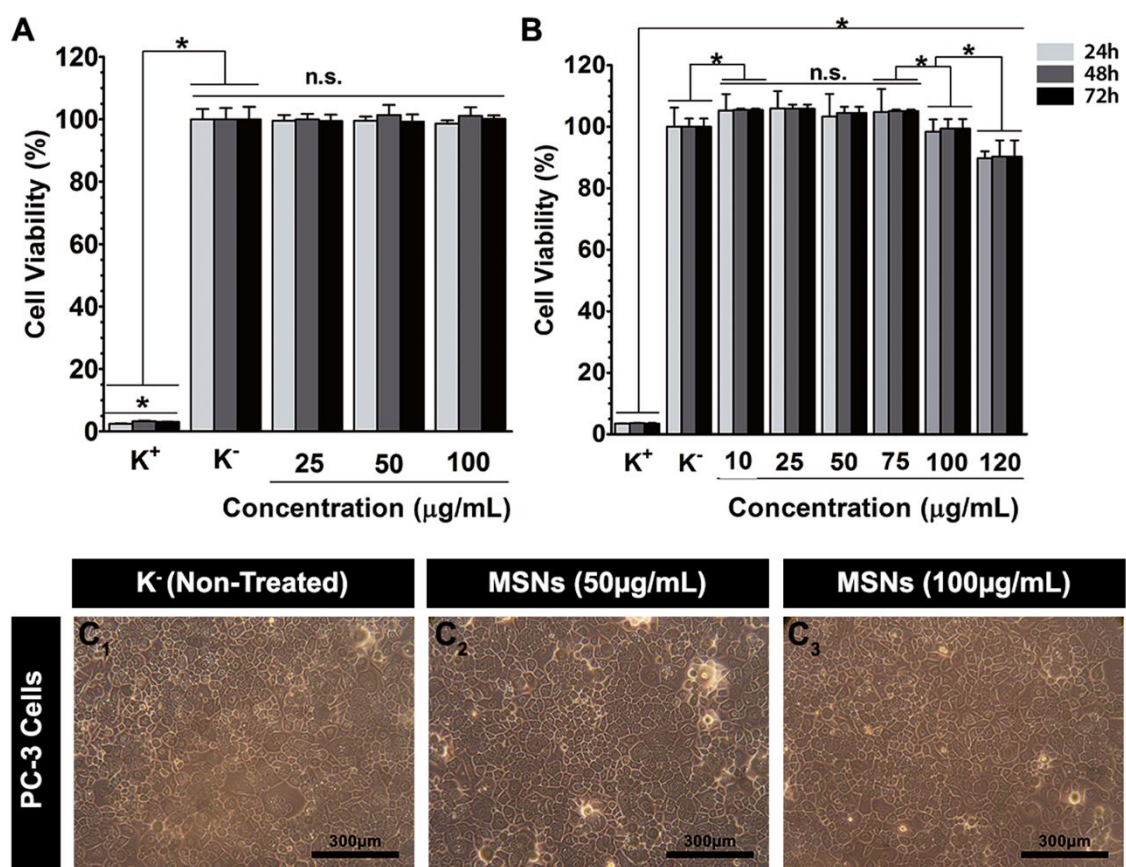 A
120
100
80
60
40
20
0
Cell Viability (%)
*
n.s.
*
K⁺ K⁻ 25 50 100
Concentration (µg/mL)
B
120
100
80
60
40
20
0
Cell Viability (%)
*
*
n.s.
*
*
24h
48h
72h
K⁺ K⁻ 10 25 50 75 100 120
Concentration (µg/mL)
K⁻ (Non-Treated)
MSNs (50µg/mL)
MSNs (100µg/mL)
PC-3 Cells
C₁
300µm
C₂
300µm
C₃
300µm